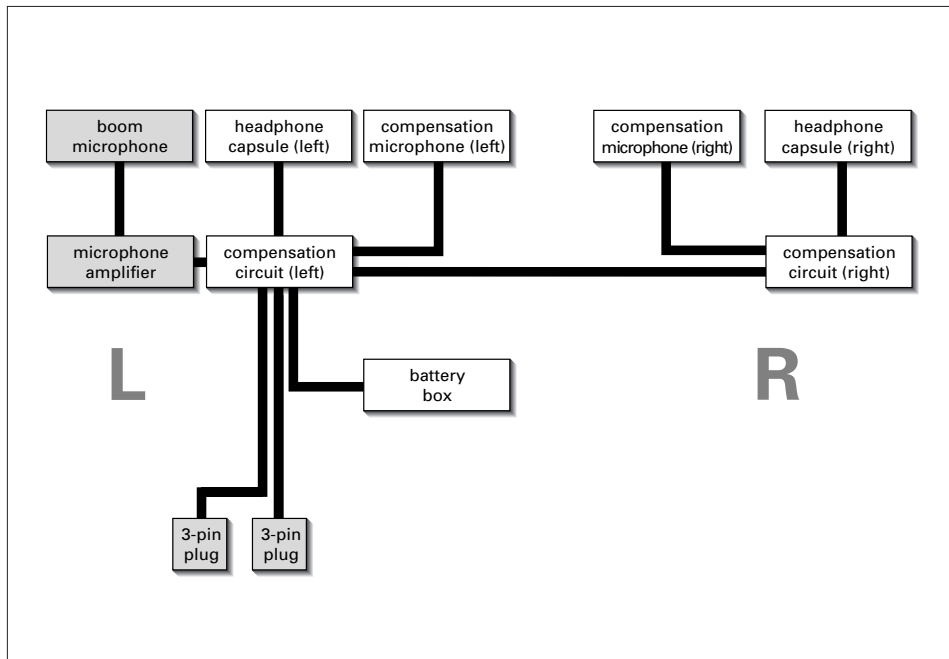 boom
microphone
headphone
capsule (left)
compensation
microphone (left)
compensation
microphone (right)
headphone
capsule (right)
microphone
amplifier
compensation
circuit (left)
compensation
circuit (right)
L
R
battery
box
3-pin
plug
3-pin
plug